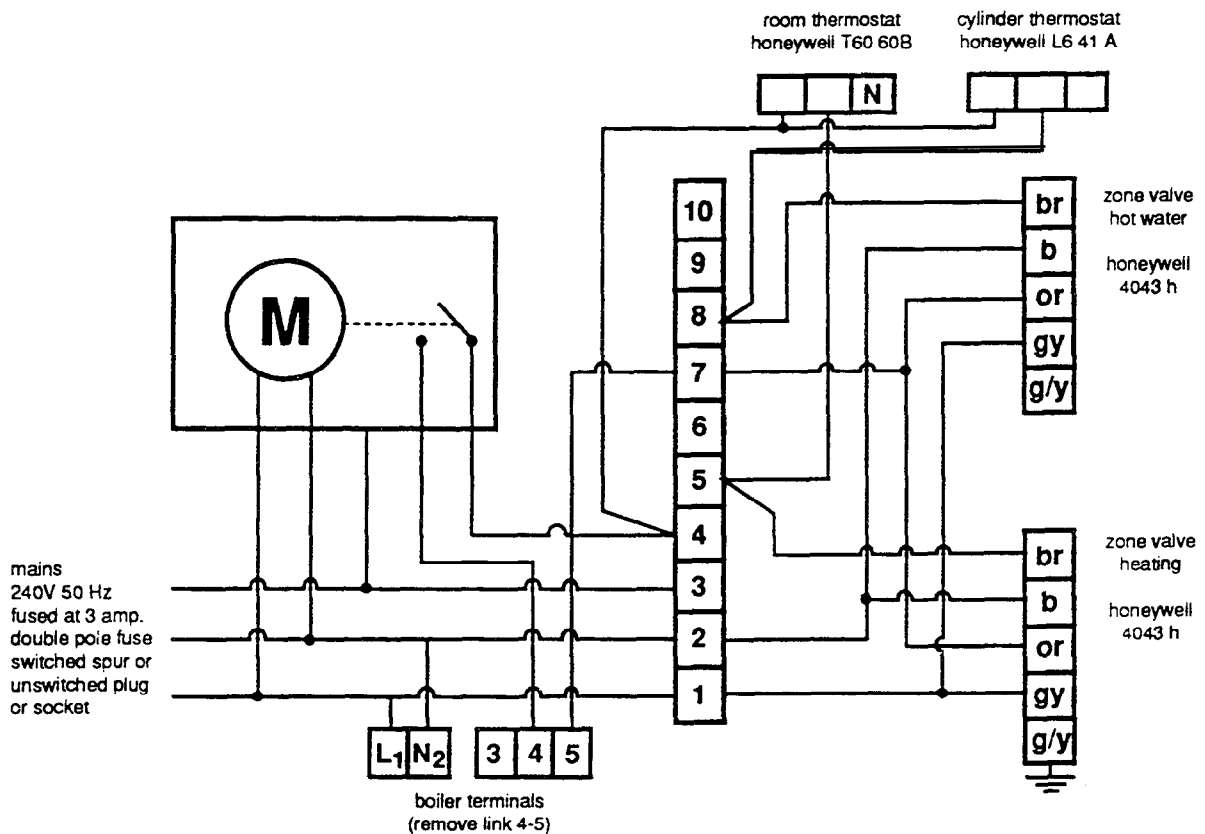 room thermostat
honeywell T60 60B
cylinder thermostat
honeywell L6 41 A
N
10
9
8
7
6
5
4
3
2
1
M
br
b
or
gy
g/y
zone valve
hot water
honeywell
4043 h
br
b
or
gy
g/y
zone valve
heating
honeywell
4043 h
mains
240V 50 Hz
fused at 3 amp.
double pole fuse
switched spur or
unswitched plug
or socket
L1 N2
3 4 5
boiler terminals
(remove link 4-5)